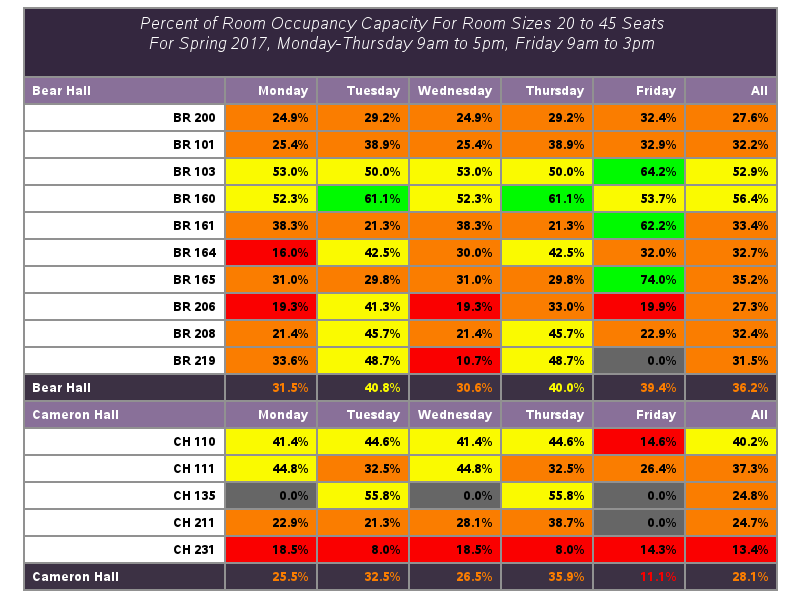 Percent of Room Occupancy Capacity For Room Sizes 20 to 45 Seats
For Spring 2017, Monday-Thursday 9am to 5pm, Friday 9am to 3pm
Bear Hall Monday Tuesday Wednesday Thursday Friday All
BR 200 24.9% 29.2% 24.9% 29.2% 32.4% 27.6%
BR 101 25.4% 38.9% 25.4% 38.9% 32.9% 32.2%
BR 103 53.0% 50.0% 53.0% 50.0% 64.2% 52.9%
BR 160 52.3% 61.1% 52.3% 61.1% 53.7% 56.4%
BR 161 38.3% 21.3% 38.3% 21.3% 62.2% 33.4%
BR 164 16.0% 42.5% 30.0% 42.5% 32.0% 32.7%
BR 165 31.0% 29.8% 31.0% 29.8% 74.0% 35.2%
BR 206 19.3% 41.3% 19.3% 33.0% 19.9% 27.3%
BR 208 21.4% 45.7% 21.4% 45.7% 22.9% 32.4%
BR 219 33.6% 48.7% 10.7% 48.7% 0.0% 31.5%
Bear Hall 31.5% 40.8% 30.6% 40.0% 39.4% 36.2%
Cameron Hall Monday Tuesday Wednesday Thursday Friday All
CH 110 41.4% 44.6% 41.4% 44.6% 14.6% 40.2%
CH 111 44.8% 32.5% 44.8% 32.5% 26.4% 37.3%
CH 135 0.0% 55.8% 0.0% 55.8% 0.0% 24.8%
CH 211 22.9% 21.3% 28.1% 38.7% 0.0% 24.7%
CH 231 18.5% 8.0% 18.5% 8.0% 14.3% 13.4%
Cameron Hall 25.5% 32.5% 26.5% 35.9% 11.1% 28.1%